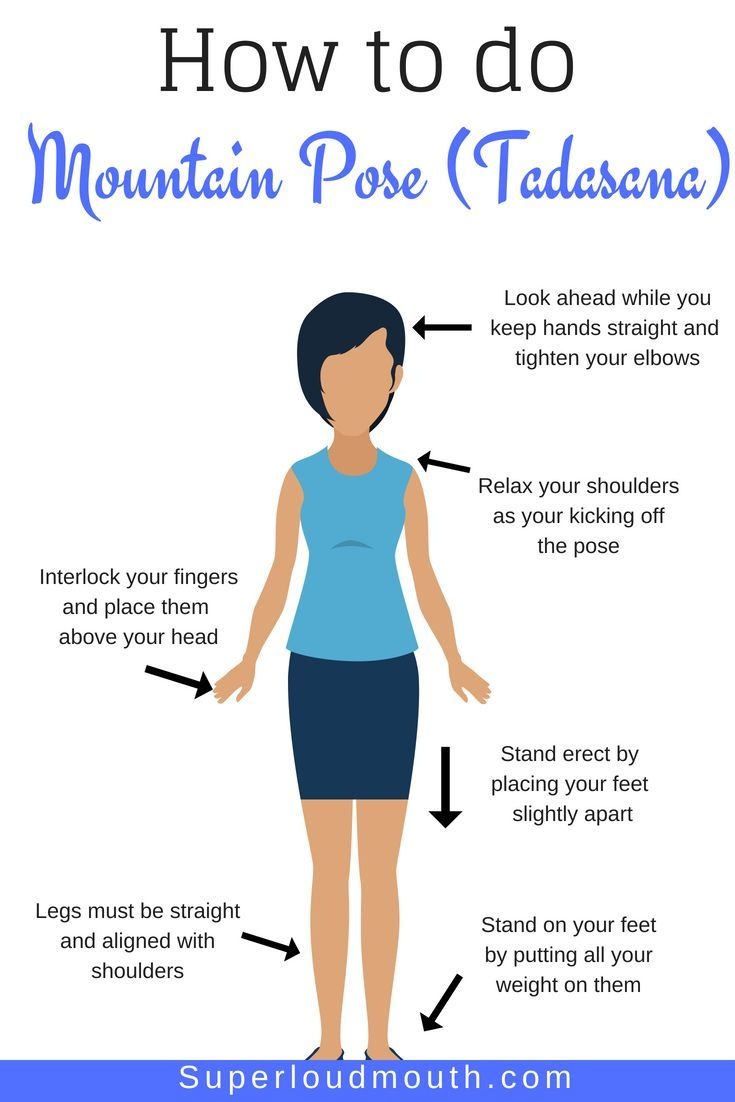 How to do
Mountain Pose (Tadasana)
Look ahead while you
keep hands straight and
tighten your elbows
Relax your shoulders
as your kicking off
the pose
Interlock your fingers
and place them
above your head
Stand erect by
placing your feet
slightly apart
Legs must be straight
and aligned with
shoulders
Stand on your feet
by putting all your
weight on them
Superloudmouth.com